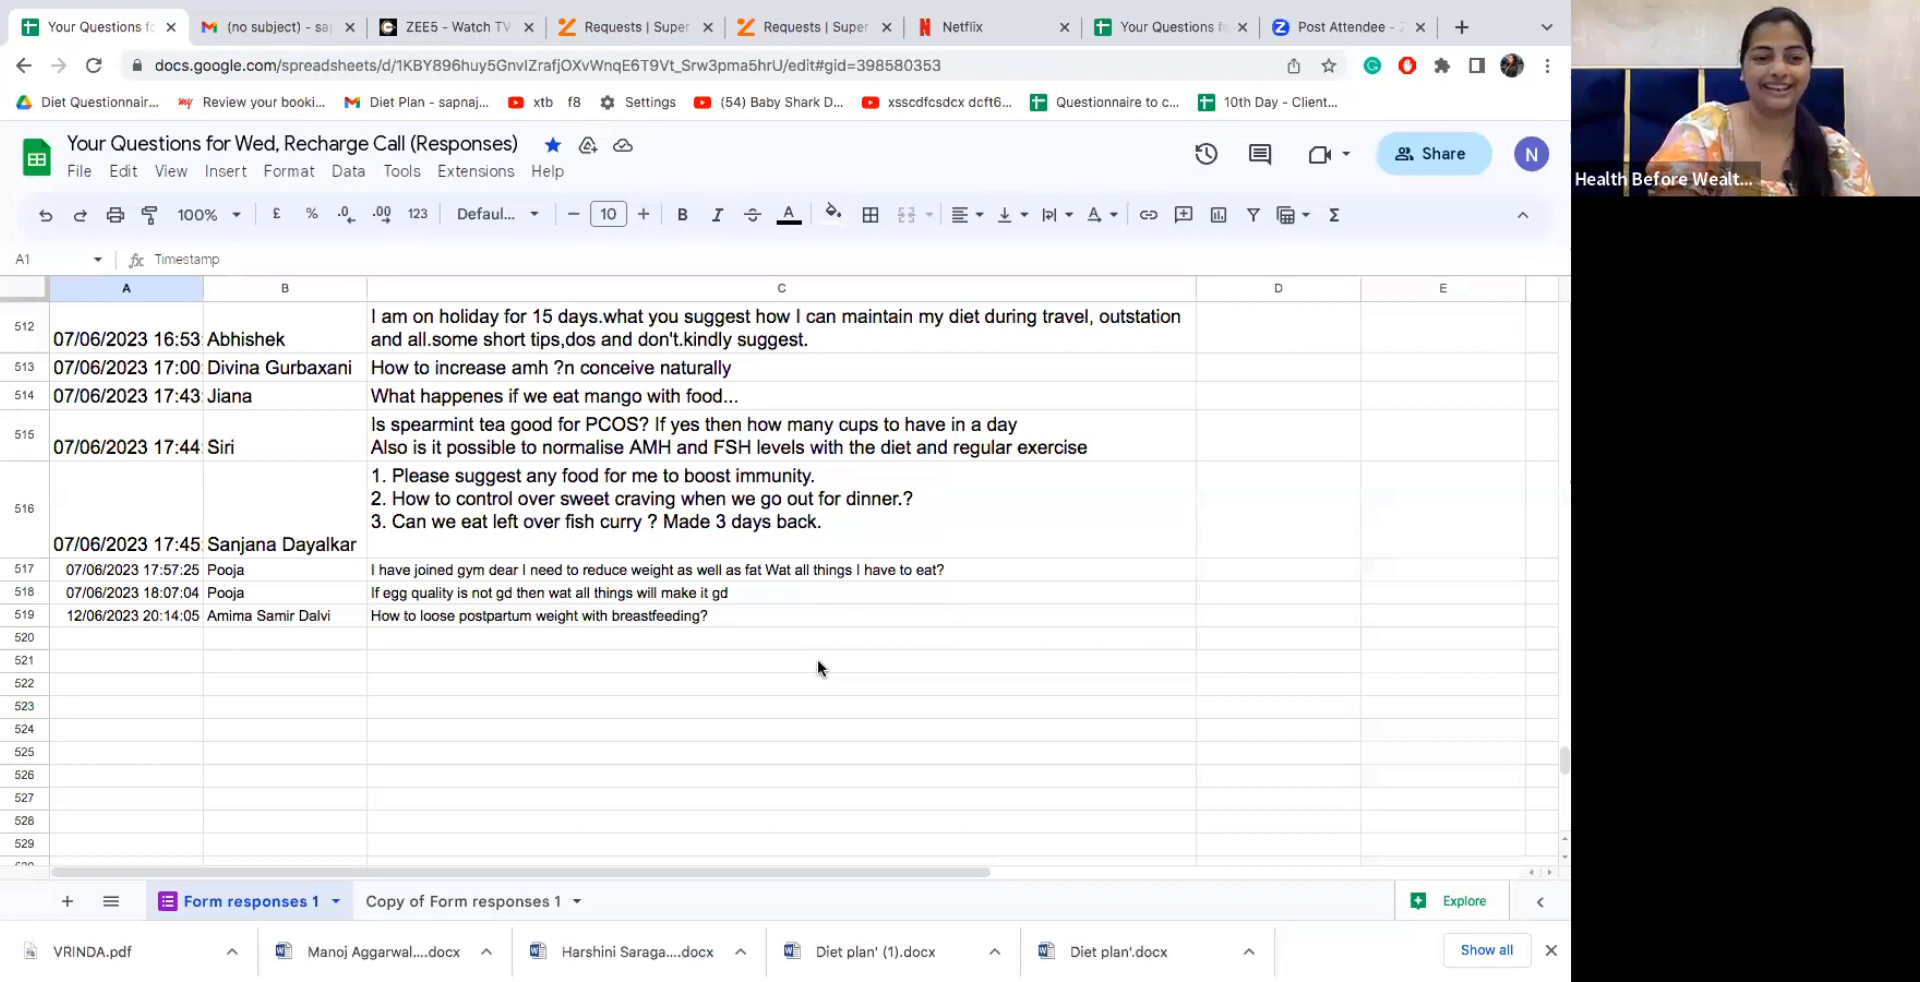 Your Questions fo
(no subject) - sa
ZEE5 - Watch TV
Requests | Super
Requests | Super
Netflix
Your Questions f
Post Attendee -
docs.google.com/spreadsheets/d/1KBY896huy5GnvIZrafjOXvWnqE6T9Vt_Srw3pma5hrU/edit#gid=398580353
Diet Questionnair...
Review your booki...
Diet Plan - sapnaj...
xtb f8
Settings
(54) Baby Shark D...
xsscdfcsdcx dcft6...
Questionnaire to c...
10th Day - Client...
Your Questions for Wed, Recharge Call (Responses)
File Edit View Insert Format Data Tools Extensions Help
Share
N
100% £ % .0 .00 123 Defaul... − 10 + B I A Σ
A1 fx Timestamp
A B C D E
512 07/06/2023 16:53: Abhishek I am on holiday for 15 days.what you suggest how I can maintain my diet during travel, outstation
and all.some short tips,dos and don't.kindly suggest.
513 07/06/2023 17:00: Divina Gurbaxani How to increase amh ?n conceive naturally
514 07/06/2023 17:43: Jiana What happenes if we eat mango with food...
515 07/06/2023 17:44: Siri Is spearmint tea good for PCOS? If yes then how many cups to have in a day
Also is it possible to normalise AMH and FSH levels with the diet and regular exercise
516 07/06/2023 17:45: Sanjana Dayalkar 1. Please suggest any food for me to boost immunity.
2. How to control over sweet craving when we go out for dinner.?
3. Can we eat left over fish curry ? Made 3 days back.
517 07/06/2023 17:57:25 Pooja I have joined gym dear I need to reduce weight as well as fat Wat all things I have to eat?
518 07/06/2023 18:07:04 Pooja If egg quality is not gd then wat all things will make it gd
519 12/06/2023 20:14:05 Amima Samir Dalvi How to loose postpartum weight with breastfeeding?
520
521
522
523
524
525
526
527
528
529
Form responses 1
Copy of Form responses 1
Explore
VRINDA.pdf
Manoj Aggarwal....docx
Harshini Saraga....docx
Diet plan' (1).docx
Diet plan'.docx
Show all
Health Before Wealt...